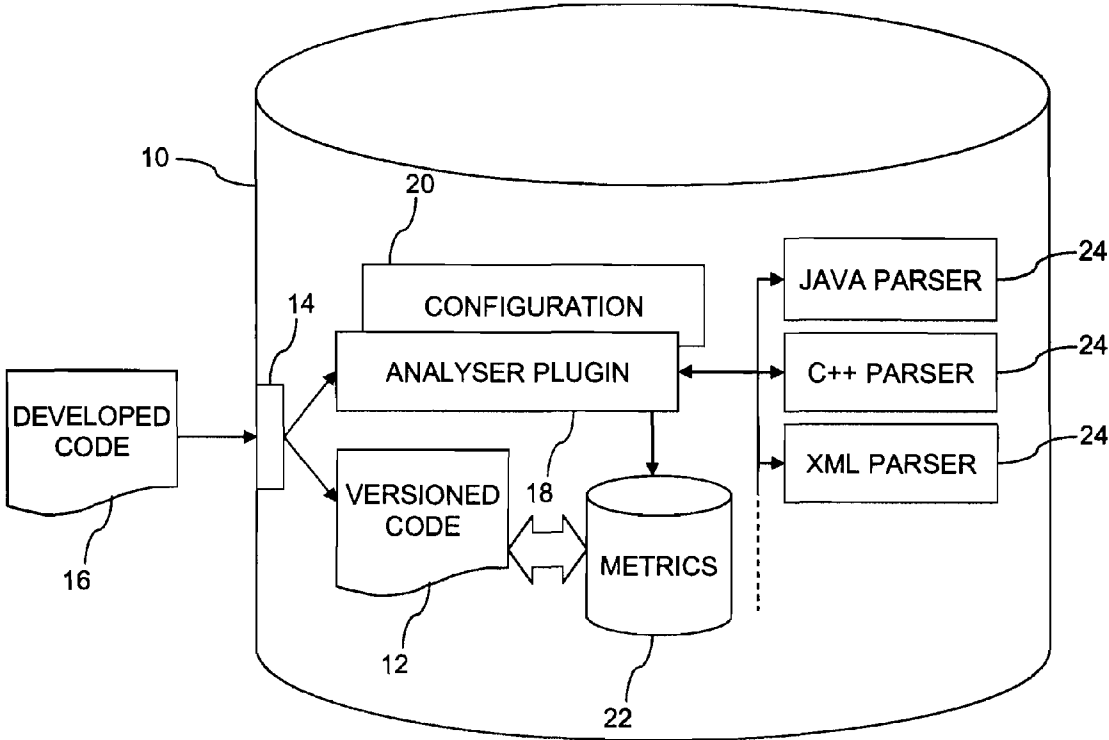 10
20
CONFIGURATION
14
ANALYSER PLUGIN
DEVELOPED
CODE
16
VERSIONED
CODE
18
12
METRICS
22
JAVA PARSER
24
C++ PARSER
24
XML PARSER
24